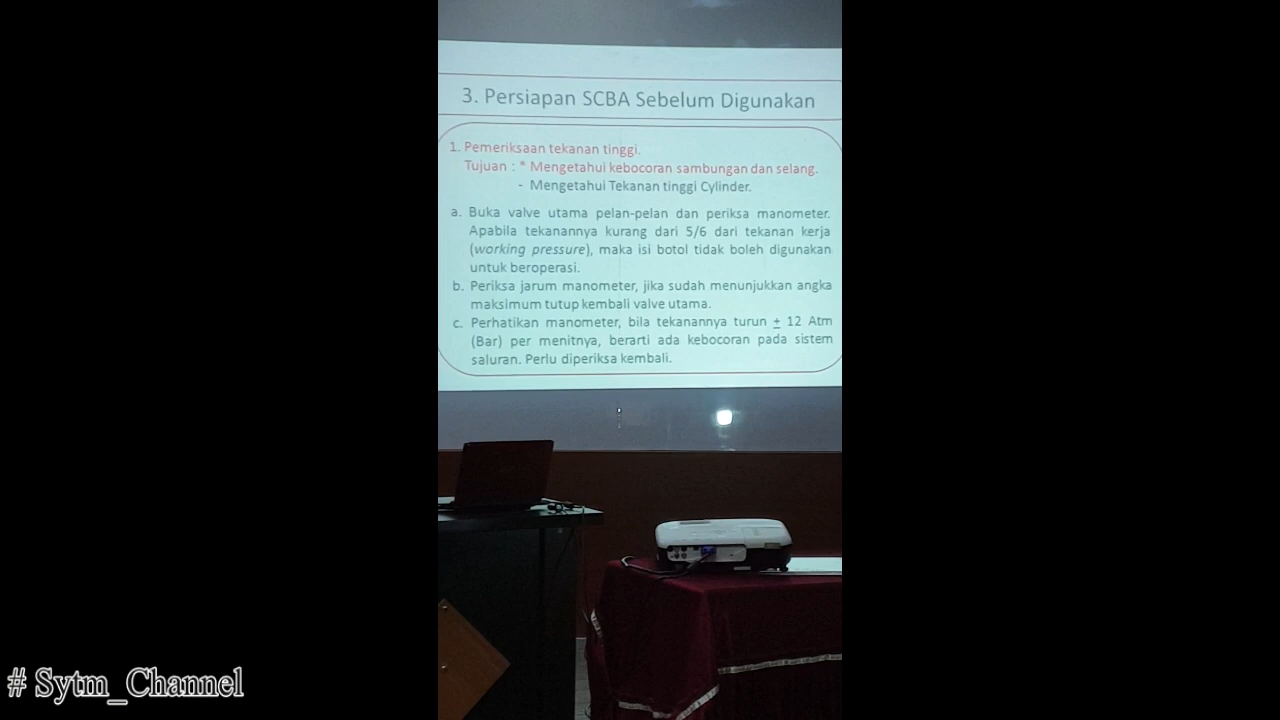 3. Persiapan SCBA Sebelum Digunakan
1. Pemeriksaan tekanan tinggi.
Tujuan : * Mengetahui kebocoran sambungan dan selang.
- Mengetahui Tekanan tinggi Cylinder.
a. Buka valve utama pelan-pelan dan periksa manometer.
Apabila tekanannya kurang dari 5/6 dari tekanan kerja
(working pressure), maka isi botol tidak boleh digunakan
untuk beroperasi.
b. Periksa jarum manometer, jika sudah menunjukkan angka
maksimum tutup kembali valve utama.
c. Perhatikan manometer, bila tekanannya turun ± 12 Atm
(Bar) per menitnya, berarti ada kebocoran pada sistem
saluran. Perlu diperiksa kembali.
# Sytm_Channel